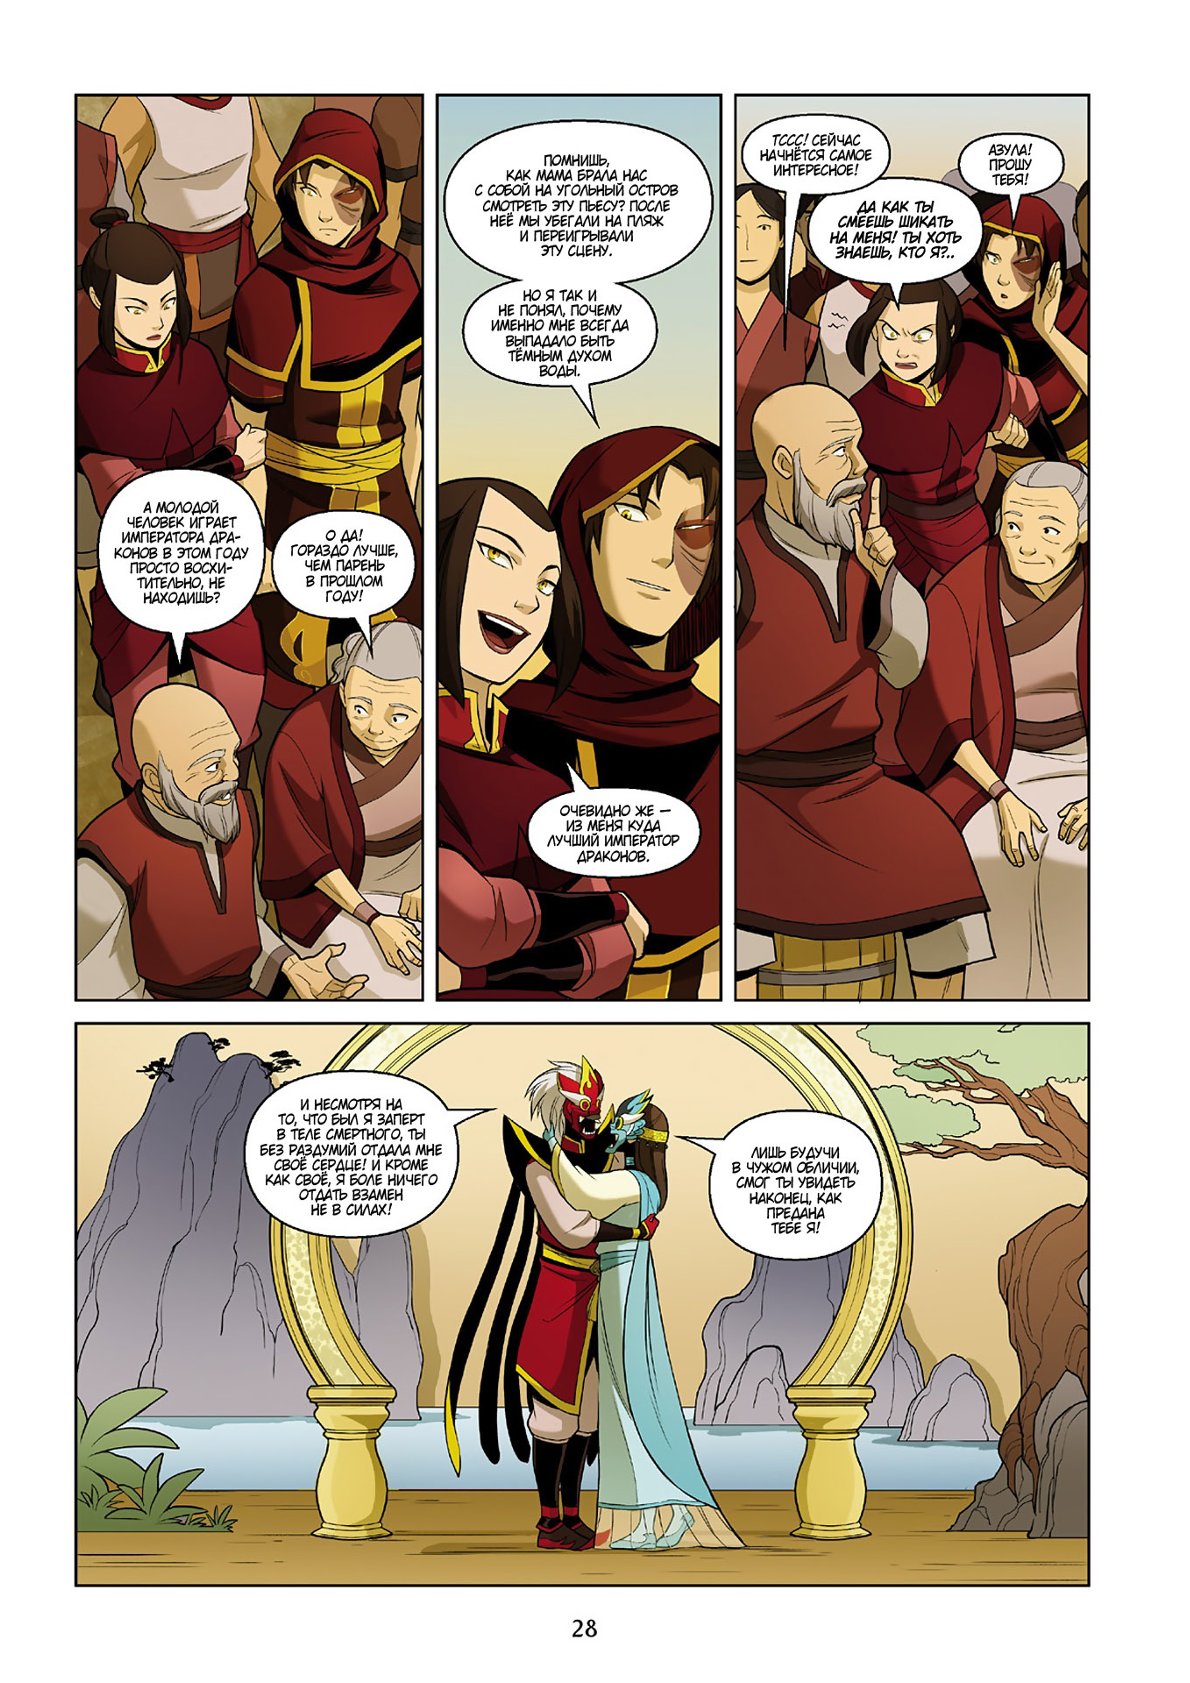 А МОЛОДОЙ
ЧЕЛОВЕК ИГРАЕТ
ИМПЕРАТОРА ДРА-
КОНОВ В ЭТОМ ГОДУ
ПРОСТО ВОСХИ-
ТИТЕЛЬНО, НЕ
НАХОДИШЬ?
О ДА!
ГОРАЗДО ЛУЧШЕ,
ЧЕМ ПАРЕНЬ
В ПРОШЛОМ
ГОДУ!
ПОМНИШЬ,
КАК МАМА БРАЛА НАС
С СОБОЙ НА УГОЛЬНЫЙ ОСТРОВ
СМОТРЕТЬ ЭТУ ПЬЕСУ? ПОСЛЕ
НЕЁ МЫ УБЕГАЛИ НА ПЛЯЖ
И ПЕРЕИГРЫВАЛИ
ЭТУ СЦЕНУ.
НО Я ТАК И
НЕ ПОНЯЛ, ПОЧЕМУ
ИМЕННО МНЕ ВСЕГДА
ВЫПАДАЛО БЫТЬ
ТЁМНЫМ ДУХОМ
ВОДЫ.
ОЧЕВИДНО ЖЕ —
ИЗ МЕНЯ КУДА
ЛУЧШИЙ ИМПЕРАТОР
ДРАКОНОВ.
ТССС! СЕЙЧАС
НАЧНЁТСЯ САМОЕ
ИНТЕРЕСНОЕ!
ДА КАК ТЫ
СМЕЕШЬ ШИКАТЬ
НА МЕНЯ! ТЫ ХОТЬ
ЗНАЕШЬ, КТО Я?..
АЗУЛА!
ПРОШУ
ТЕБЯ!
И НЕСМОТРЯ НА
ТО, ЧТО БЫЛ Я ЗАПЕРТ
В ТЕЛЕ СМЕРТНОГО, ТЫ
БЕЗ РАЗДУМИЙ ОТДАЛА МНЕ
СВОЁ СЕРДЦЕ! И КРОМЕ
КАК СВОЁ, Я БОЛЕ НИЧЕГО
ОТДАТЬ ВЗАМЕН
НЕ В СИЛАХ!
ЛИШЬ БУДУЧИ
В ЧУЖОМ ОБЛИЧИИ,
СМОГ ТЫ УВИДЕТЬ
НАКОНЕЦ, КАК
ПРЕДАНА
ТЕБЕ Я!
28